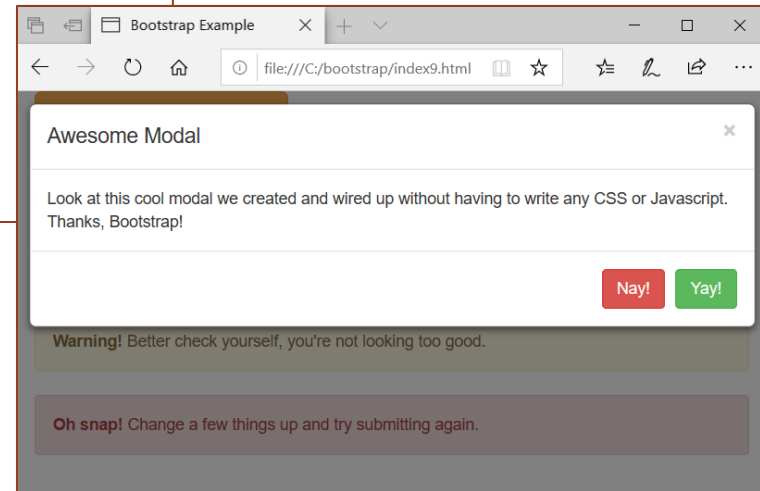 Bootstrap Example
file:///C:/bootstrap/index9.html
Awesome Modal
×
Look at this cool modal we created and wired up without having to write any CSS or Javascript.
Thanks, Bootstrap!
Nay! Yay!
Warning! Better check yourself, you're not looking too good.
Oh snap! Change a few things up and try submitting again.